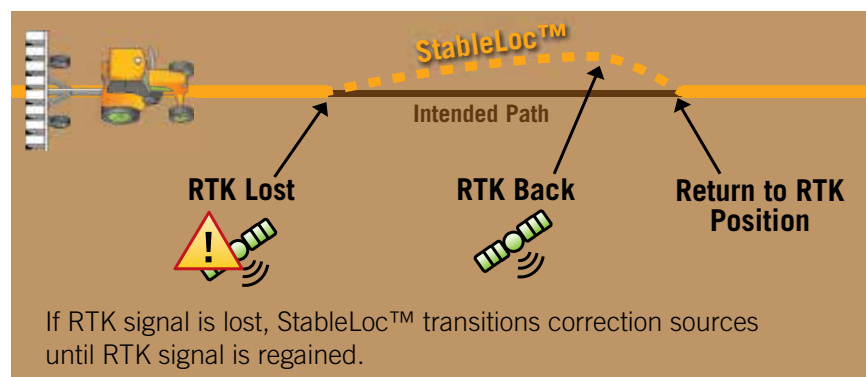 StableLoc™
Intended Path
RTK Lost
RTK Back
Return to RTK
Position
!
If RTK signal is lost, StableLoc™ transitions correction sources
until RTK signal is regained.